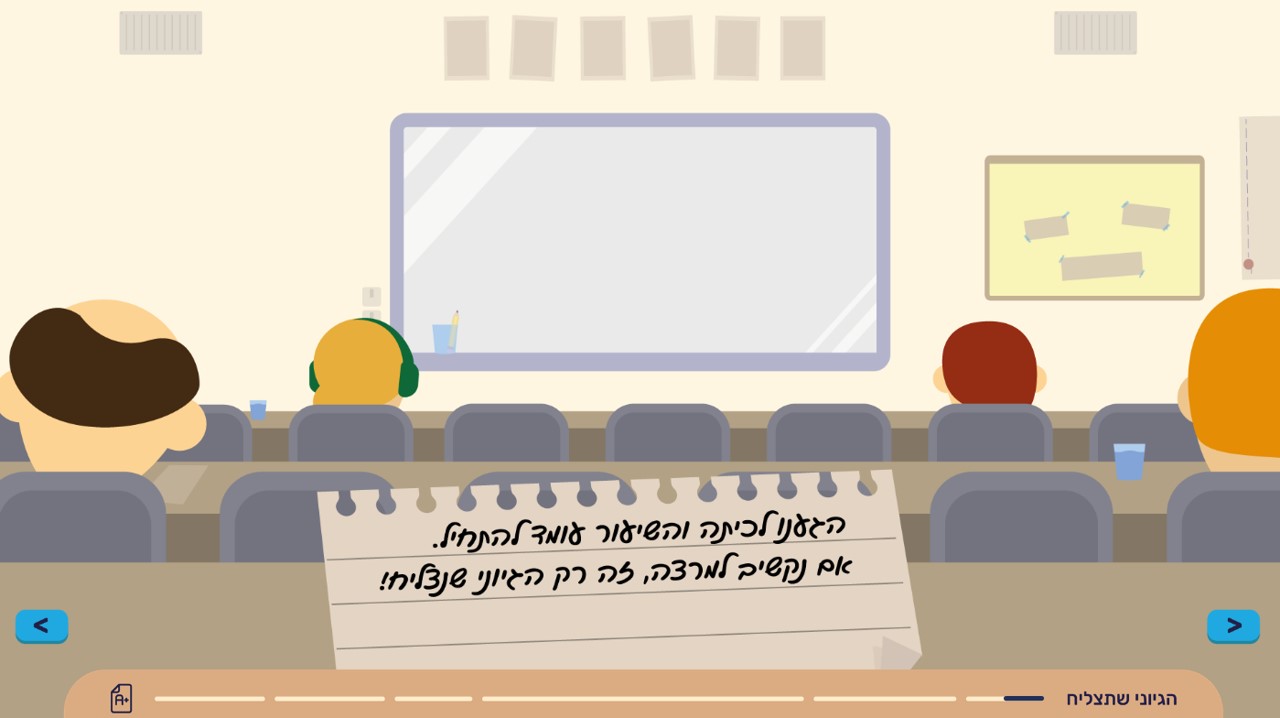 הגענו לכיתה והשיעור עומד להתחיל.
אם נקשיב למרצה, זה רק הגיוני שנצליח!
<
>
A+
הגיוני שתצליח